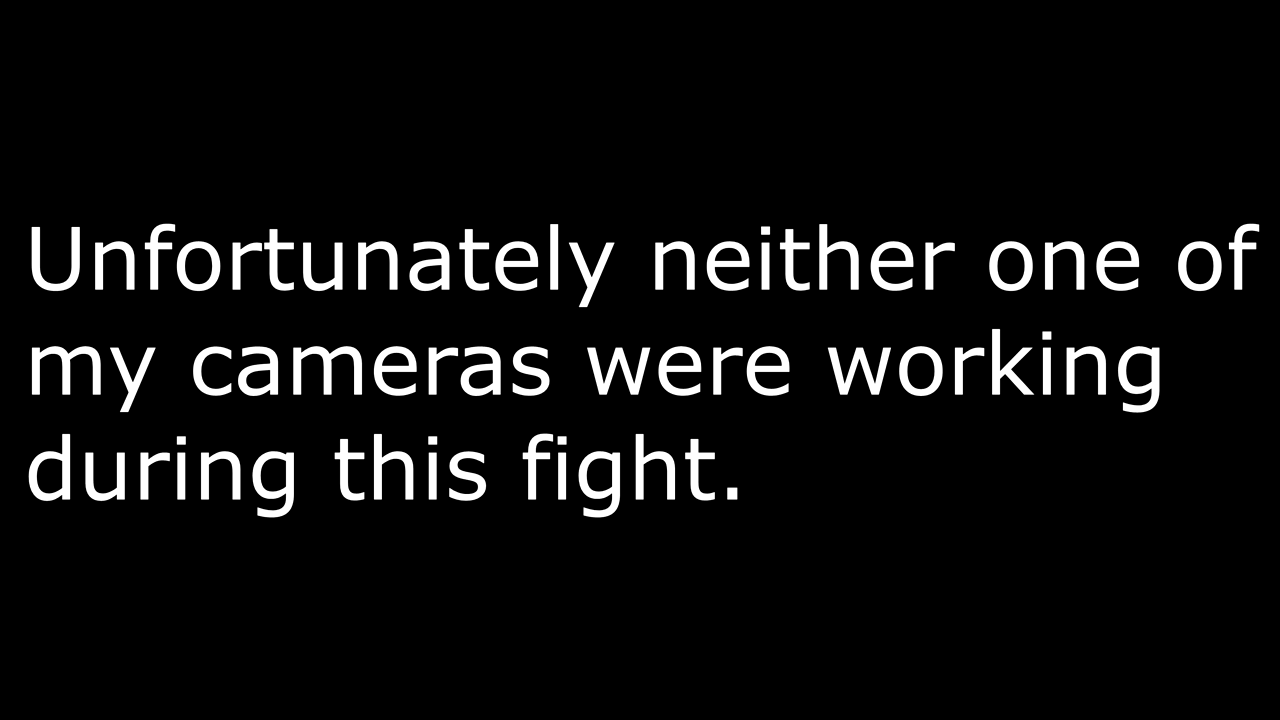 Unfortunately neither one of
my cameras were working
during this fight.